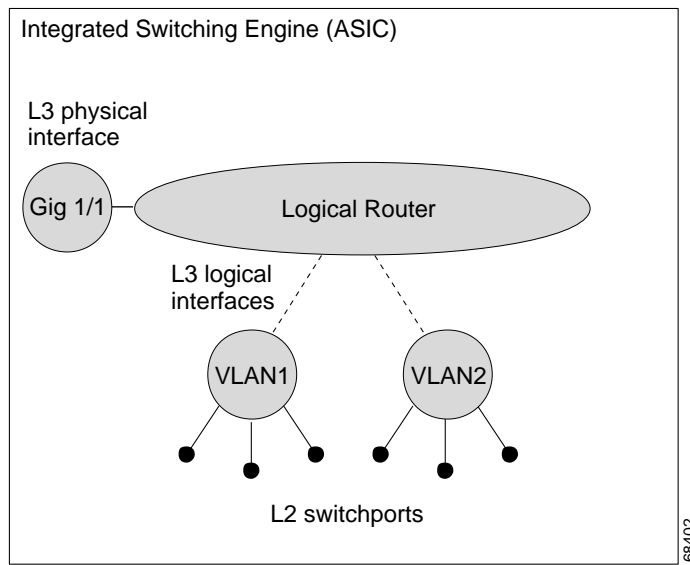 Integrated Switching Engine (ASIC)
L3 physical
interface
Gig 1/1
Logical Router
L3 logical
interfaces
VLAN1
VLAN2
L2 switchports
68402